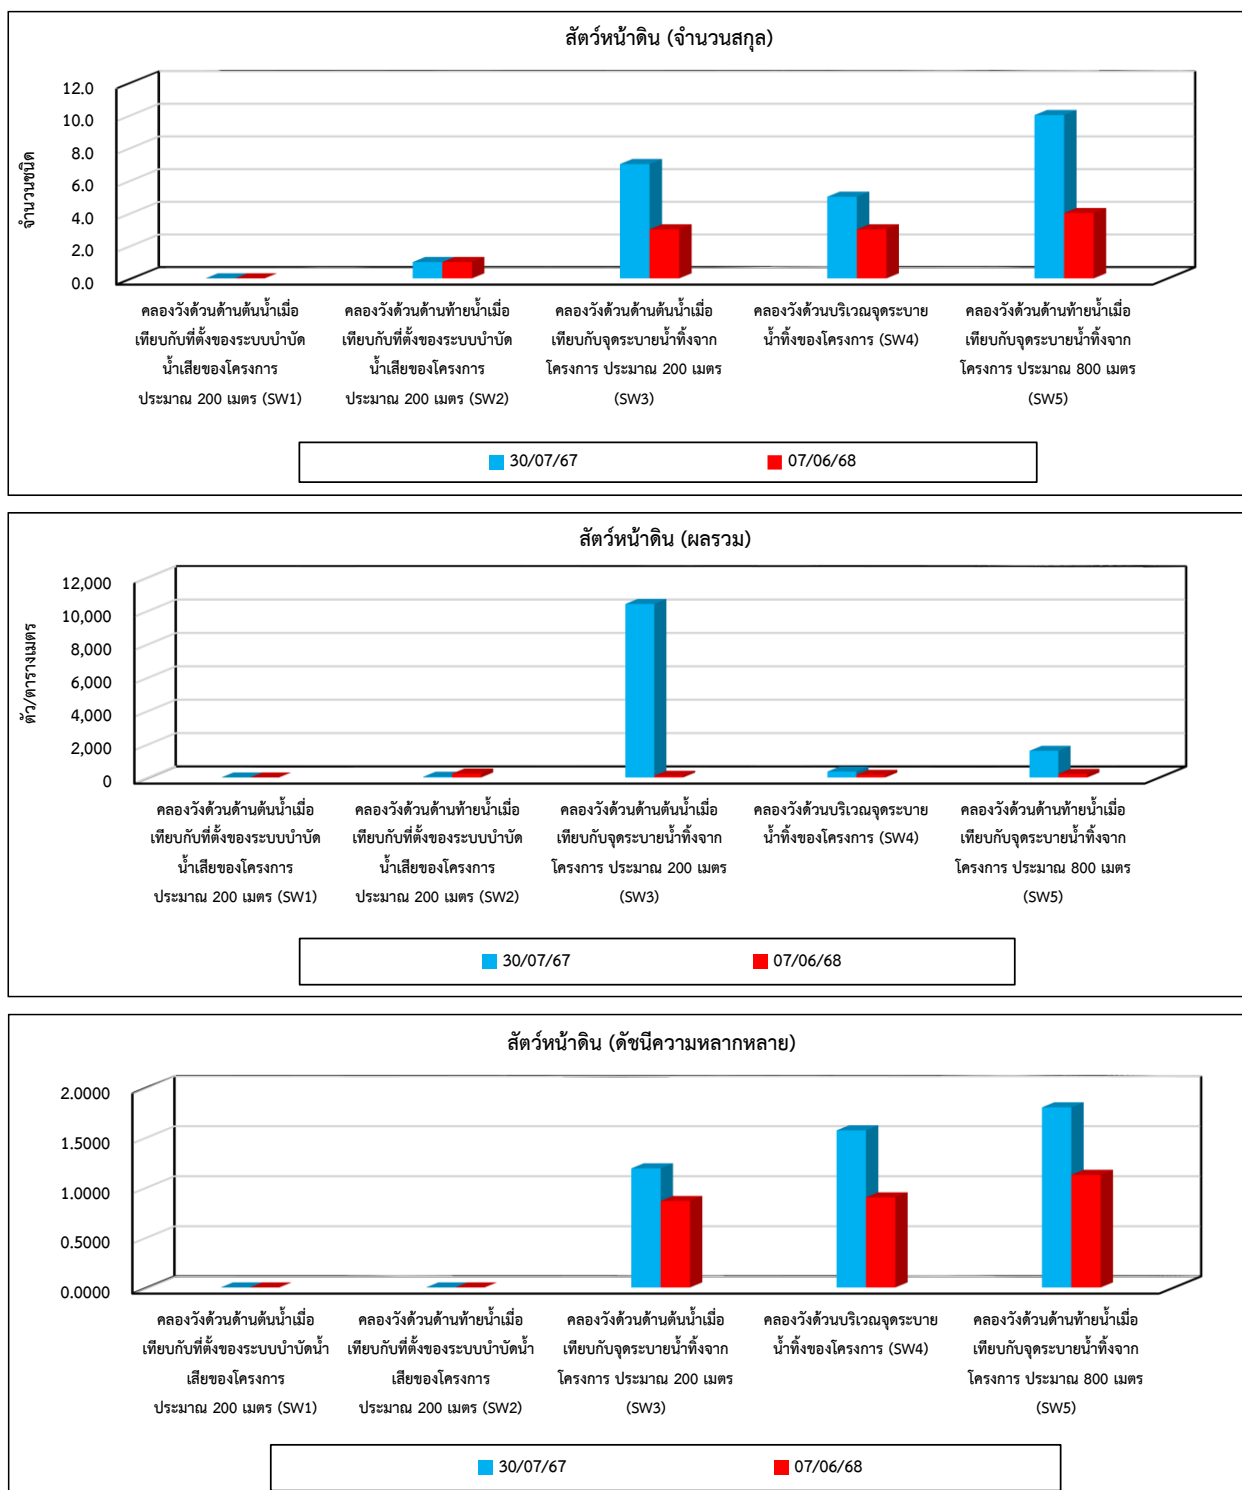 สัตว์หน้าดิน (จำนวนสกุล)
จำนวนชนิด
12.0
10.0
8.0
6.0
4.0
2.0
0.0
คลองวังด้วนด้านต้นน้ำเมื่อ
เทียบกับที่ตั้งของระบบบำบัด
น้ำเสียของโครงการ
ประมาณ 200 เมตร (SW1)
คลองวังด้วนด้านท้ายน้ำเมื่อ
เทียบกับที่ตั้งของระบบบำบัด
น้ำเสียของโครงการ
ประมาณ 200 เมตร (SW2)
คลองวังด้วนด้านต้นน้ำเมื่อ
เทียบกับจุดระบายน้ำทิ้งจาก
โครงการ ประมาณ 200 เมตร
(SW3)
คลองวังด้วนบริเวณจุดระบาย
น้ำทิ้งของโครงการ (SW4)
คลองวังด้วนด้านท้ายน้ำเมื่อ
เทียบกับจุดระบายน้ำทิ้งจาก
โครงการ ประมาณ 800 เมตร
(SW5)
30/07/67
07/06/68
สัตว์หน้าดิน (ผลรวม)
ตัว/ตารางเมตร
12,000
10,000
8,000
6,000
4,000
2,000
0
คลองวังด้วนด้านต้นน้ำเมื่อ
เทียบกับที่ตั้งของระบบบำบัด
น้ำเสียของโครงการ
ประมาณ 200 เมตร (SW1)
คลองวังด้วนด้านท้ายน้ำเมื่อ
เทียบกับที่ตั้งของระบบบำบัด
น้ำเสียของโครงการ
ประมาณ 200 เมตร (SW2)
คลองวังด้วนด้านต้นน้ำเมื่อ
เทียบกับจุดระบายน้ำทิ้งจาก
โครงการ ประมาณ 200 เมตร
(SW3)
คลองวังด้วนบริเวณจุดระบาย
น้ำทิ้งของโครงการ (SW4)
คลองวังด้วนด้านท้ายน้ำเมื่อ
เทียบกับจุดระบายน้ำทิ้งจาก
โครงการ ประมาณ 800 เมตร
(SW5)
30/07/67
07/06/68
สัตว์หน้าดิน (ดัชนีความหลากหลาย)
2.0000
1.5000
1.0000
0.5000
0.0000
คลองวังด้วนด้านต้นน้ำเมื่อ
เทียบกับที่ตั้งของระบบบำบัดน้ำ
เสียของโครงการ
ประมาณ 200 เมตร (SW1)
คลองวังด้วนด้านท้ายน้ำเมื่อ
เทียบกับที่ตั้งของระบบบำบัดน้ำ
เสียของโครงการ
ประมาณ 200 เมตร (SW2)
คลองวังด้วนด้านต้นน้ำเมื่อ
เทียบกับจุดระบายน้ำทิ้งจาก
โครงการ ประมาณ 200 เมตร
(SW3)
คลองวังด้วนบริเวณจุดระบาย
น้ำทิ้งของโครงการ (SW4)
คลองวังด้วนด้านท้ายน้ำเมื่อ
เทียบกับจุดระบายน้ำทิ้งจาก
โครงการ ประมาณ 800 เมตร
(SW5)
30/07/67
07/06/68